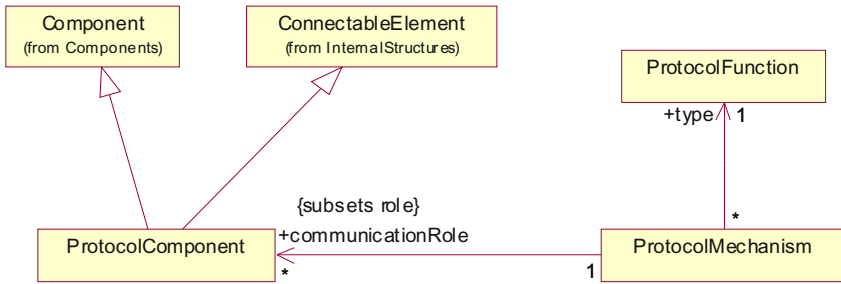 Component
(from Components)
ConnectableElement
(from InternalStructures)
ProtocolFunction
+type
1
{subsets role}
+communicationRole
*
ProtocolComponent
*
1
ProtocolMechanism